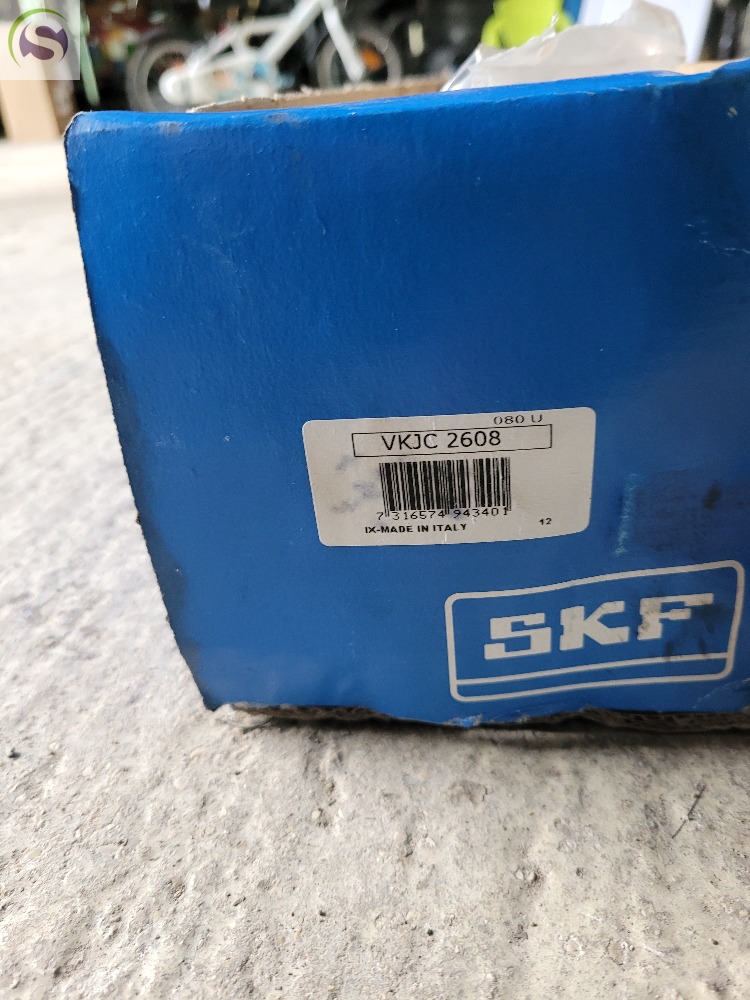 080 U
VKJC 2608
7 316574 943401
IX-MADE IN ITALY 12
SKF
S